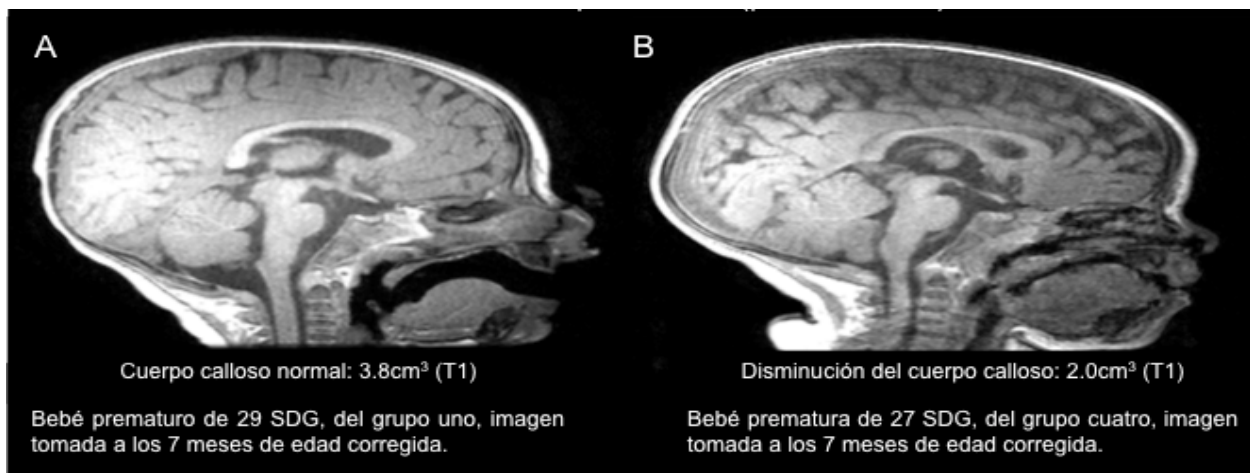 A
B
Cuerpo calloso normal: 3.8cm³ (T1)
Disminución del cuerpo calloso: 2.0cm³ (T1)
Bebé prematuro de 29 SDG, del grupo uno, imagen
tomada a los 7 meses de edad corregida.
Bebé prematura de 27 SDG, del grupo cuatro, imagen
tomada a los 7 meses de edad corregida.